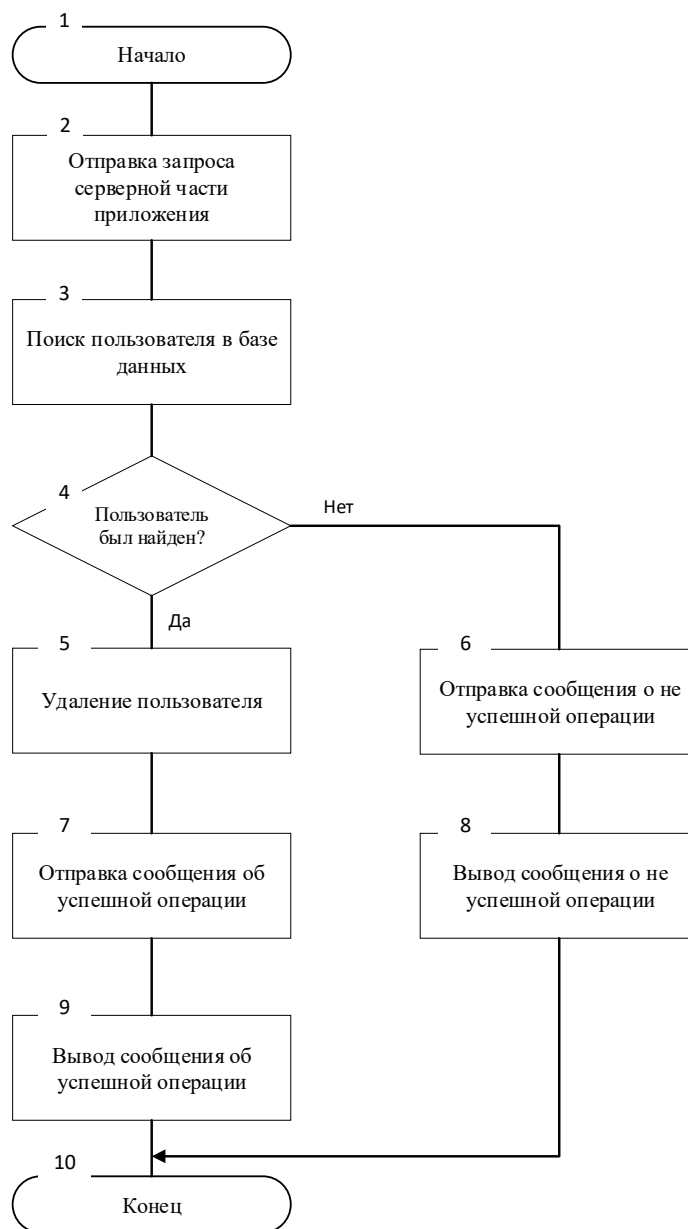 1
Начало
2
Отправка запроса
серверной части
приложения
3
Поиск пользователя в базе
данных
4
Пользователь
был найден?
Нет
Да
5
Удаление пользователя
6
Отправка сообщения о не
успешной операции
7
Отправка сообщения об
успешной операции
8
Вывод сообщения о не
успешной операции
9
Вывод сообщения об
успешной операции
10
Конец